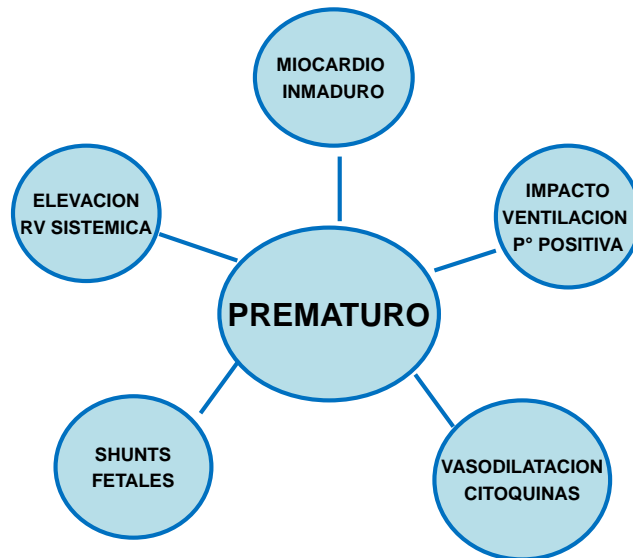 MIOCARDIO
INMADURO
ELEVACION
RV SISTEMICA
IMPACTO
VENTILACION
P° POSITIVA
PREMATURO
SHUNTS
FETALES
VASODILATACION
CITOQUINAS